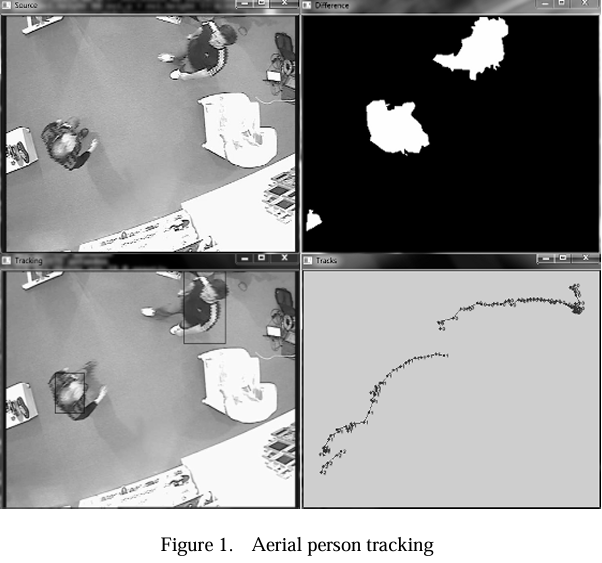 Source
Difference
Tracking
Tracks
Figure 1. Aerial person tracking